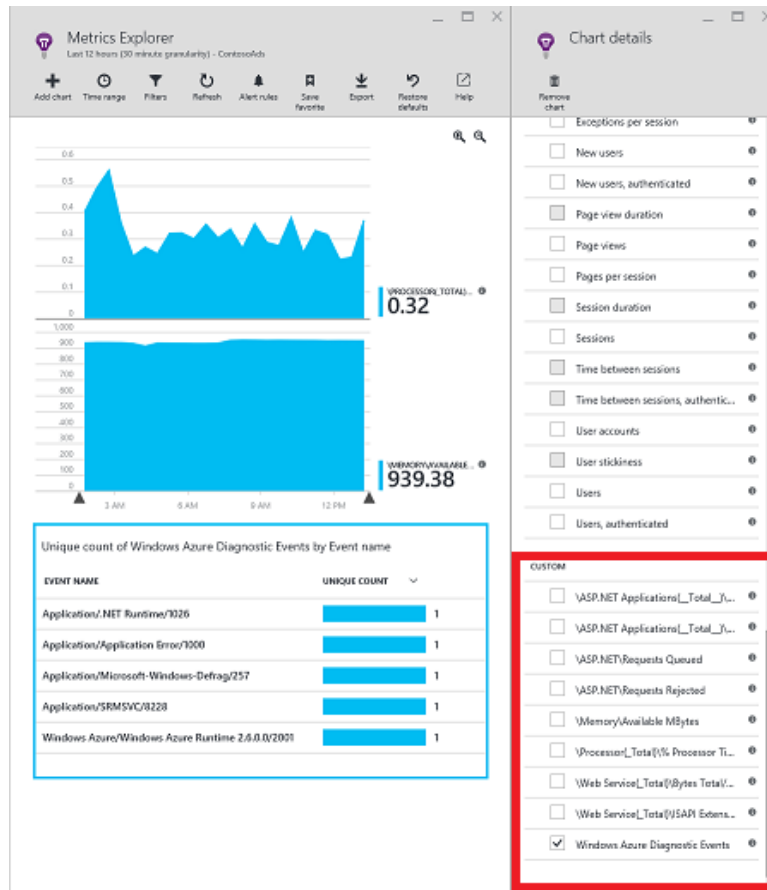 Metrics Explorer
Last 12 hours (30 minute granularity) - ContosoAds
Add chart
Time range
Filters
Refresh
Alert rules
Save favorite
Export
Restore defaults
Help
0.6
0.5
0.4
0.3
0.2
0.1
0
\PROCESSOR(_TOTAL)...
0.32
1,000
900
800
700
600
500
400
300
200
100
0
\MEMORY\AVAILABLE...
939.38
3 AM
6 AM
9 AM
12 PM
Unique count of Windows Azure Diagnostic Events by Event name
EVENT NAME UNIQUE COUNT
Application/.NET Runtime/1026 1
Application/Application Error/1000 1
Application/Microsoft-Windows-Defrag/257 1
Application/SRMSVC/8228 1
Windows Azure/Windows Azure Runtime 2.6.0.0/2001 1
Chart details
Remove chart
Exceptions per session
New users
New users, authenticated
Page view duration
Page views
Pages per session
Session duration
Sessions
Time between sessions
Time between sessions, authentic...
User accounts
User stickiness
Users
Users, authenticated
CUSTOM
\ASP.NET Applications(__Total__)\...
\ASP.NET Applications(__Total__)\...
\ASP.NET\Requests Queued
\ASP.NET\Requests Rejected
\Memory\Available MBytes
\Processor(_Total)\% Processor Ti...
\Web Service(_Total)\Bytes Total/...
\Web Service(_Total)\ISAPI Extens...
Windows Azure Diagnostic Events